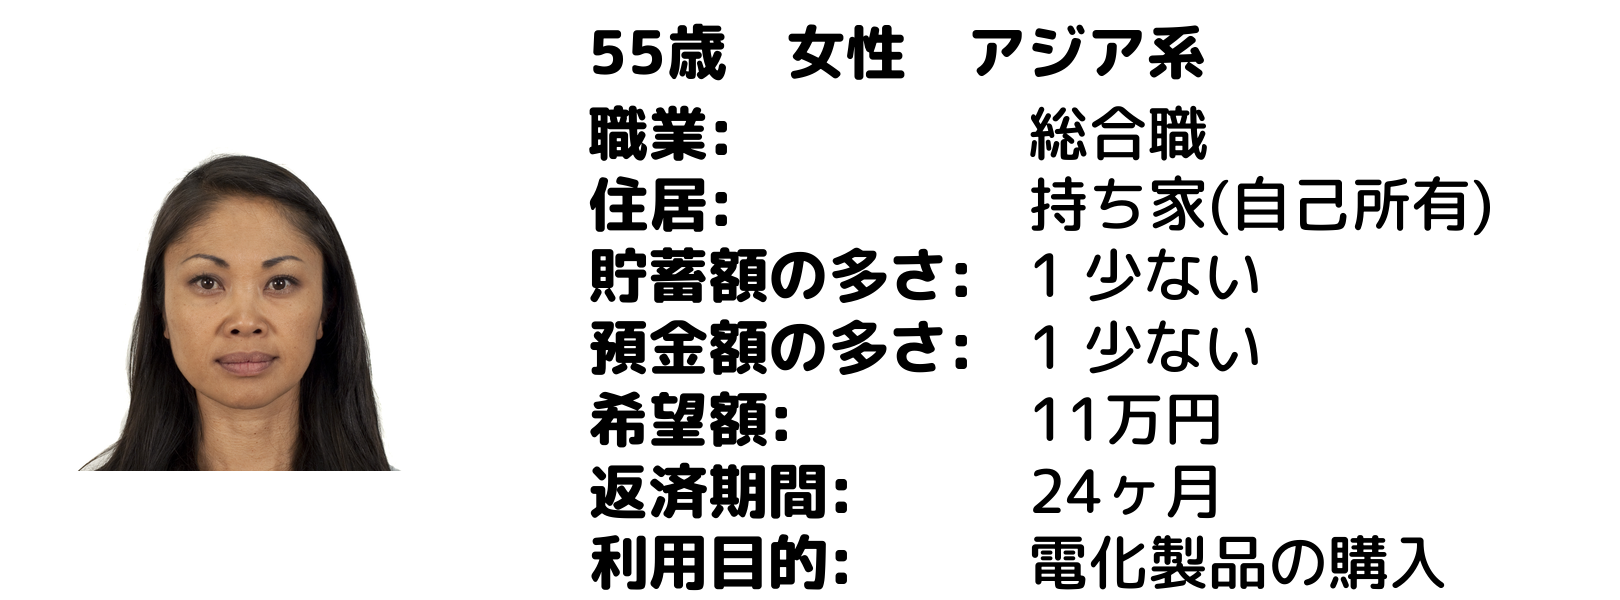 55歳　女性　アジア系
職業: 総合職
住居: 持ち家(自己所有)
貯蓄額の多さ: 1 少ない
預金額の多さ: 1 少ない
希望額: 11万円
返済期間: 24ヶ月
利用目的: 電化製品の購入